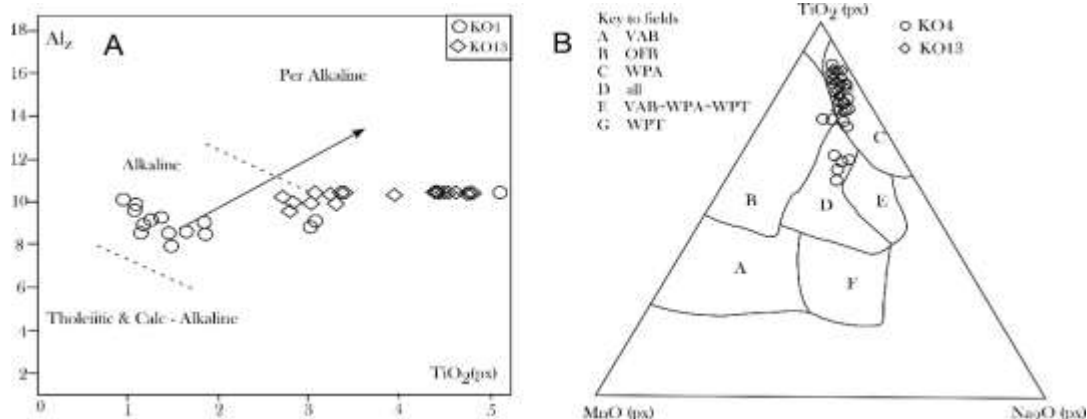 Al z
A
KO4
KO13
Per Alkaline
Alkaline
Tholeiitic & Calc - Alkaline
TiO2(px)
18
16
14
12
10
8
6
4
2
0
1
2
3
4
5
B
TiO2 (px)
Key to fields
A VAB
B OFB
C WPA
D all
E VAB+WPA+WPT
G WPT
KO4
KO13
C
B
D
E
A
F
MnO (px)
Na2O (px)